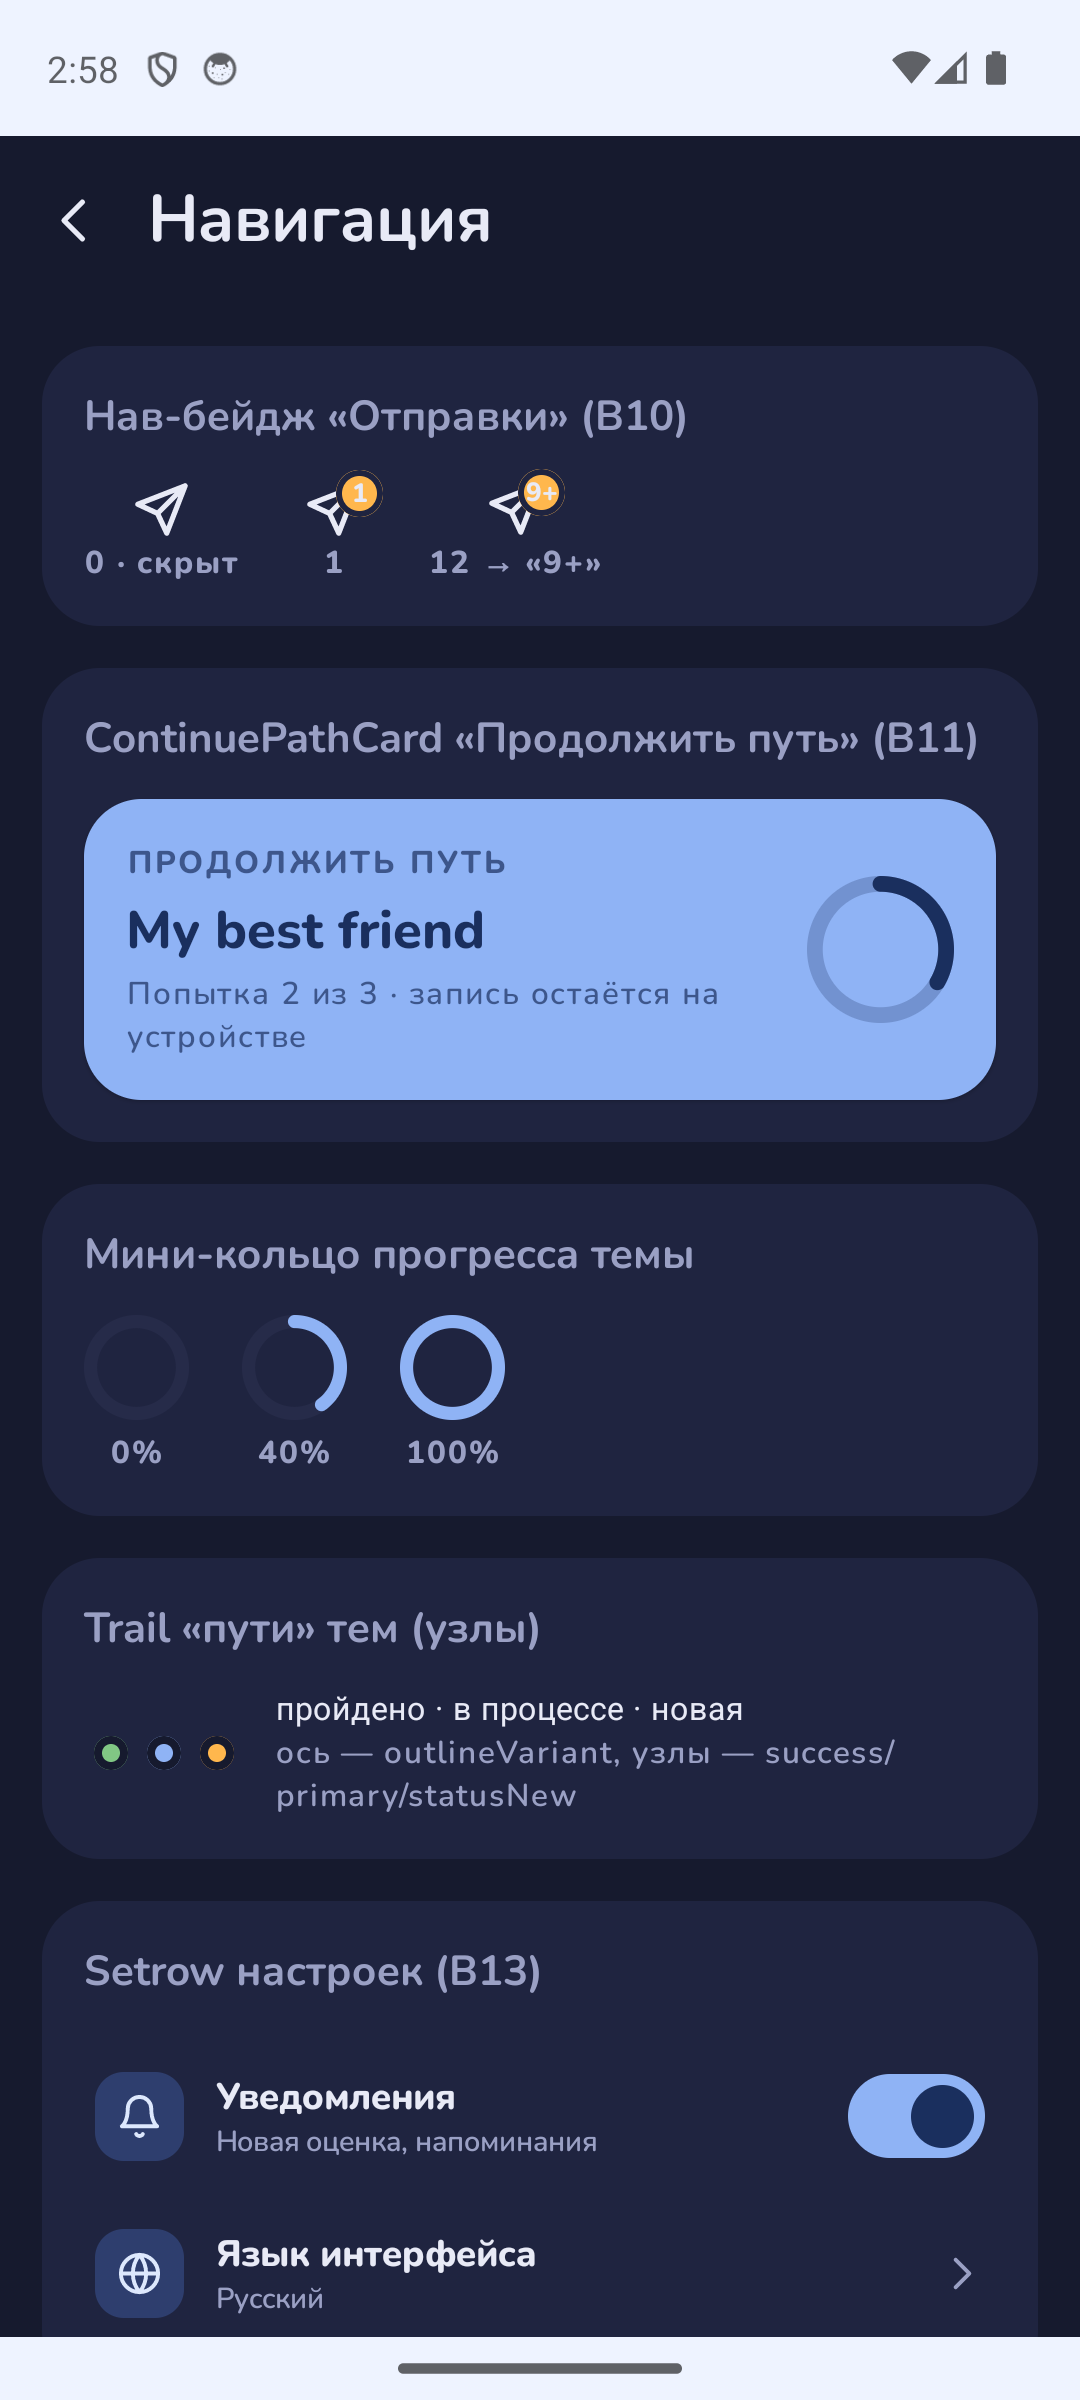 2:58
Навигация
Нав-бейдж «Отправки» (B10)
1
9+
0 · скрыт
1
12 → «9+»
ContinuePathCard «Продолжить путь» (B11)
ПРОДОЛЖИТЬ ПУТЬ
My best friend
Попытка 2 из 3 · запись остаётся на
устройстве
Мини-кольцо прогресса темы
0%
40%
100%
Trail «пути» тем (узлы)
пройдено · в процессе · новая
ось — outlineVariant, узлы — success/
primary/statusNew
Setrow настроек (B13)
Уведомления
Новая оценка, напоминания
Язык интерфейса
Русский